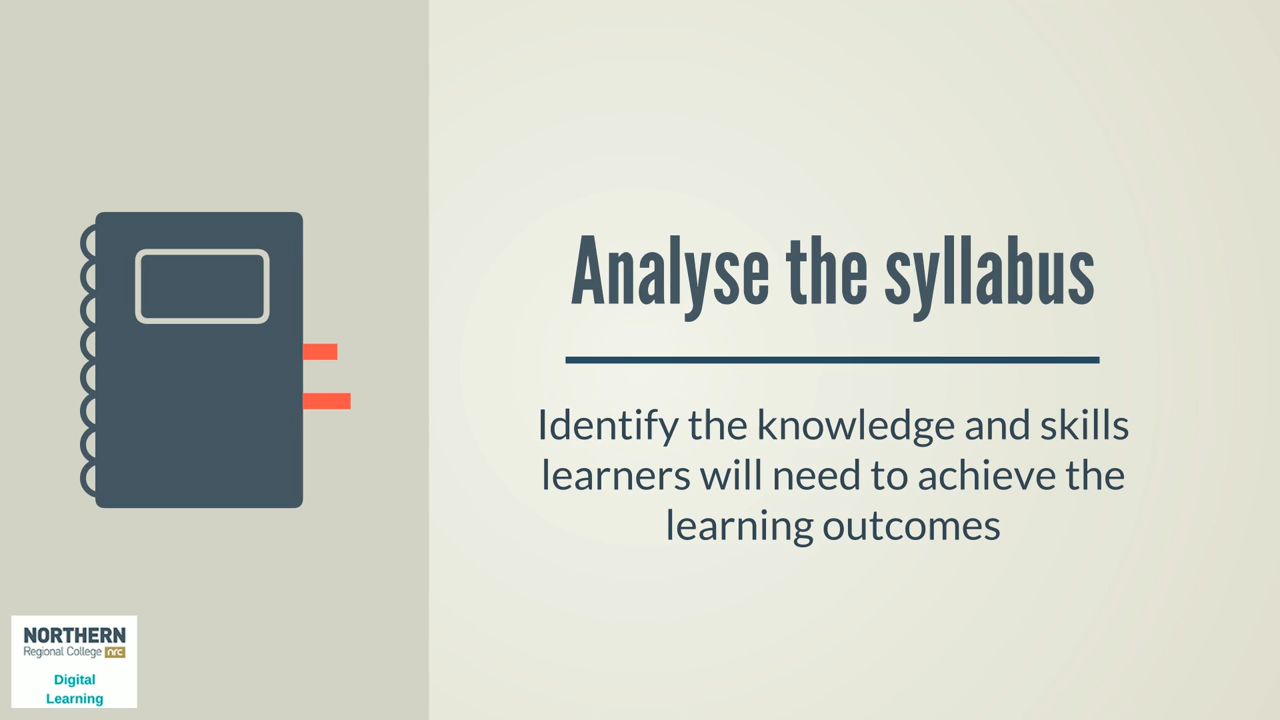 Analyse the syllabus
Identify the knowledge and skills
learners will need to achieve the
learning outcomes
NORTHERN
Regional College nrc
Digital
Learning